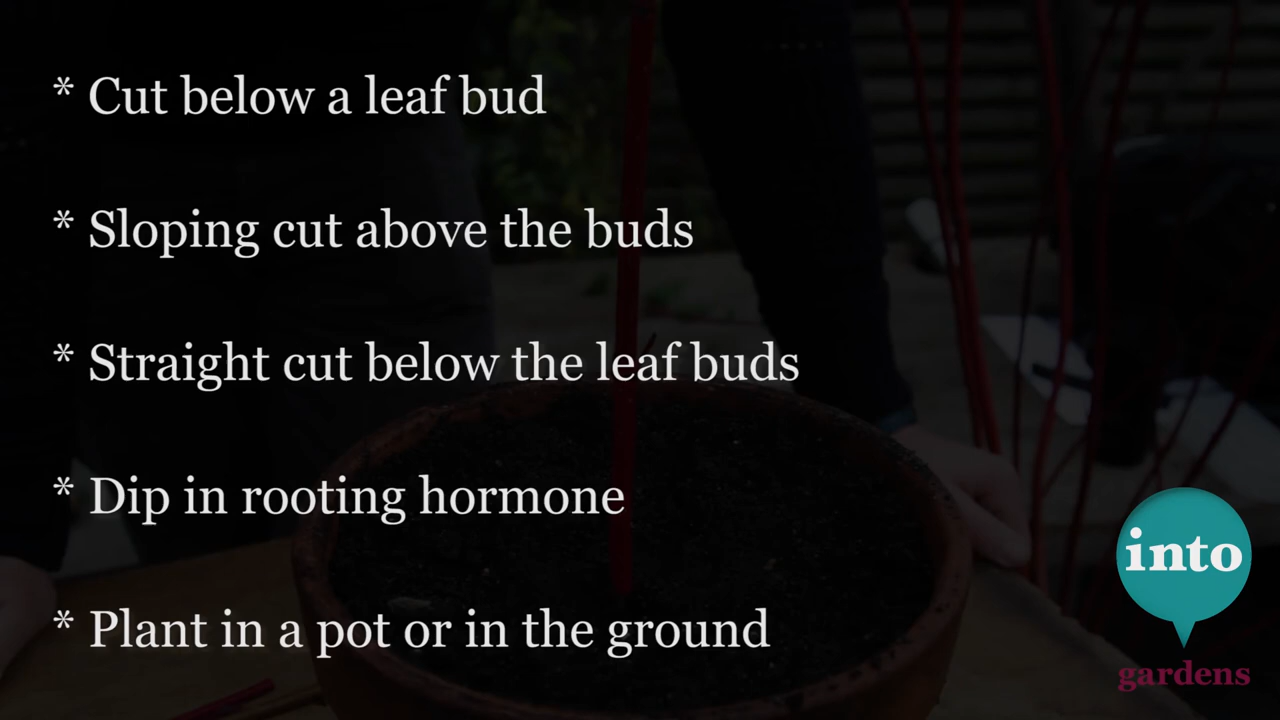 * Cut below a leaf bud
* Sloping cut above the buds
* Straight cut below the leaf buds
* Dip in rooting hormone
* Plant in a pot or in the ground
into
gardens